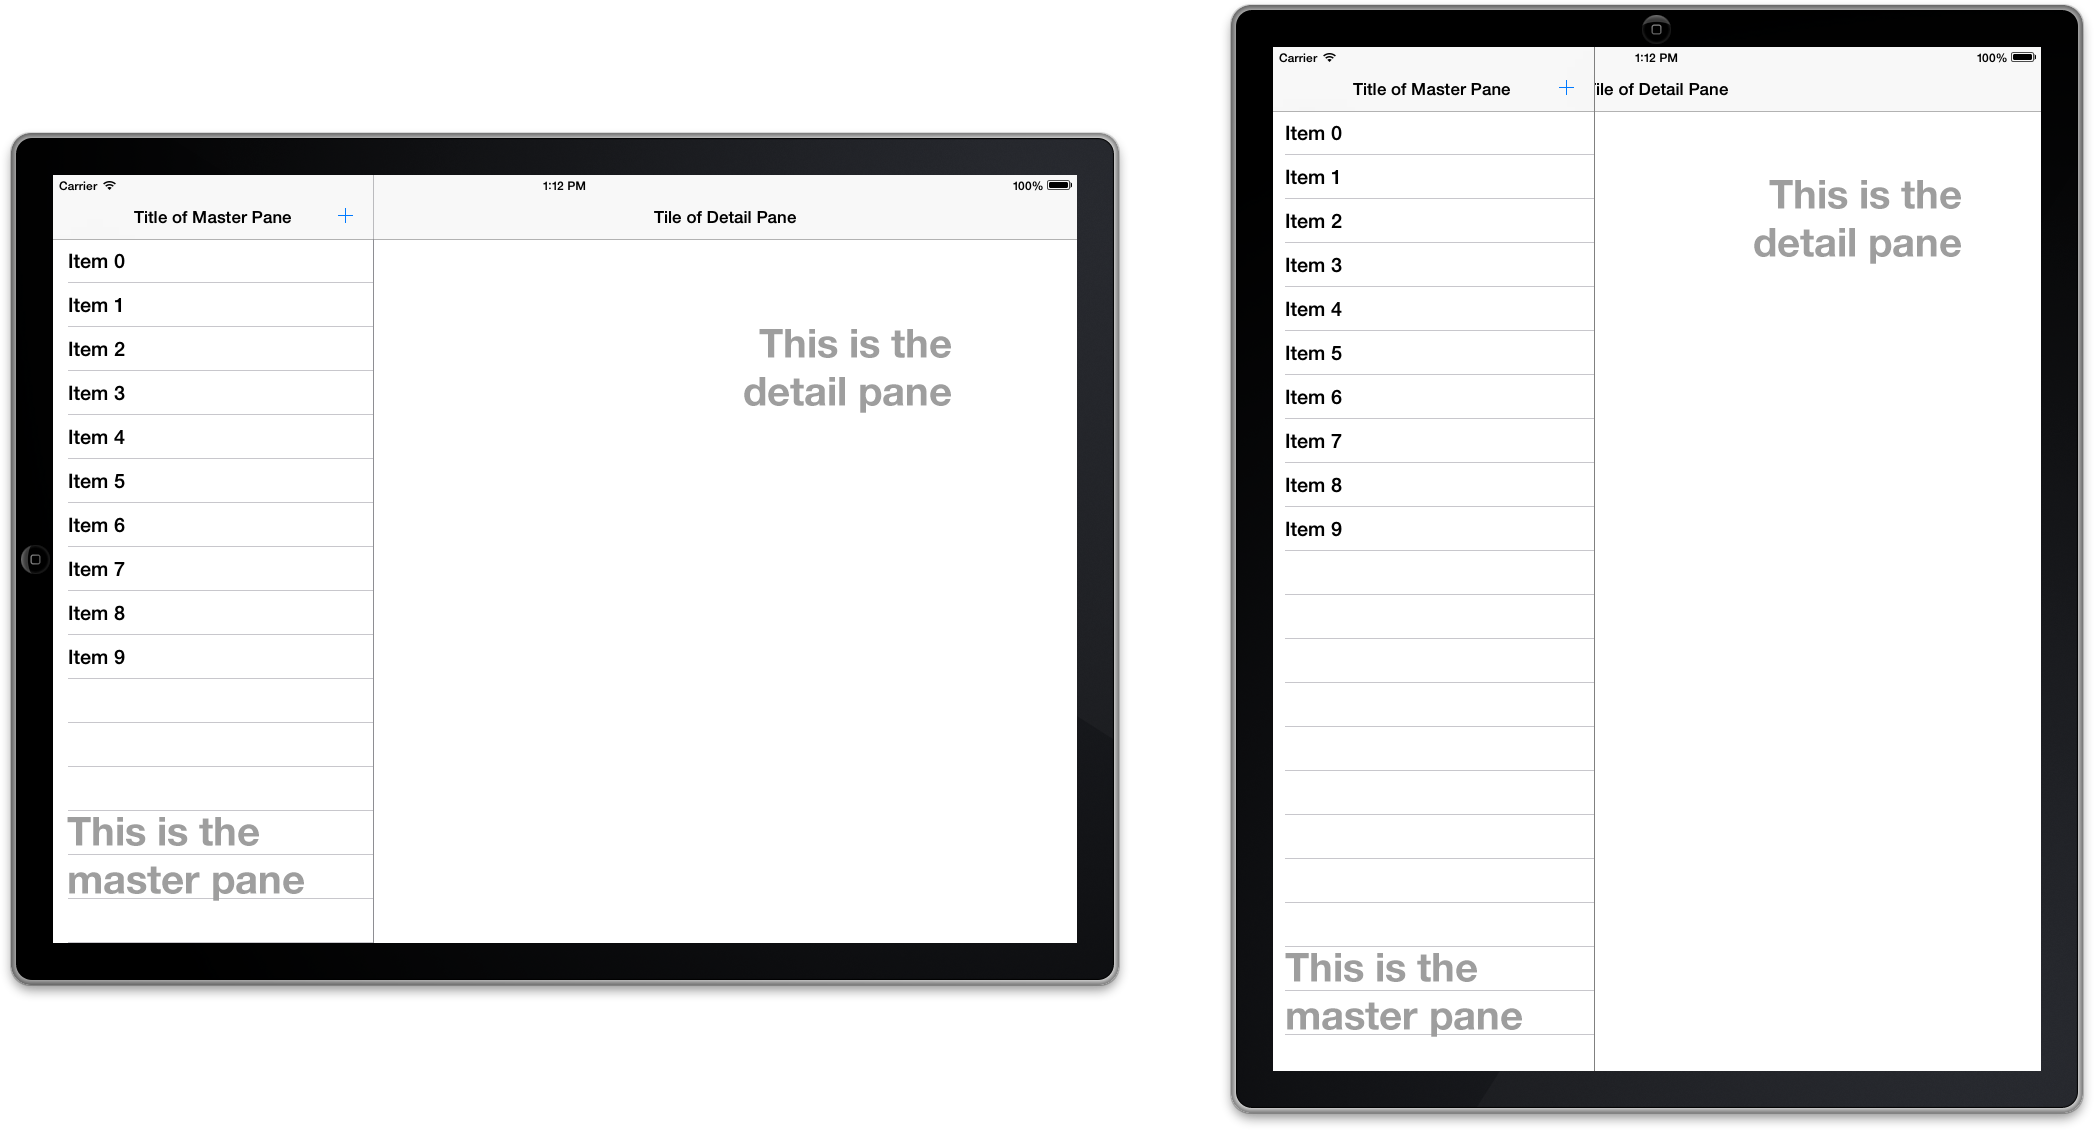 Carrier
1:12 PM
100%
Title of Master Pane
Tile of Detail Pane
Item 0
Item 1
Item 2
Item 3
Item 4
Item 5
Item 6
Item 7
Item 8
Item 9
This is the
master pane
This is the
detail pane
Carrier
1:12 PM
100%
Title of Master Pane
ile of Detail Pane
Item 0
Item 1
Item 2
Item 3
Item 4
Item 5
Item 6
Item 7
Item 8
Item 9
This is the
master pane
This is the
detail pane